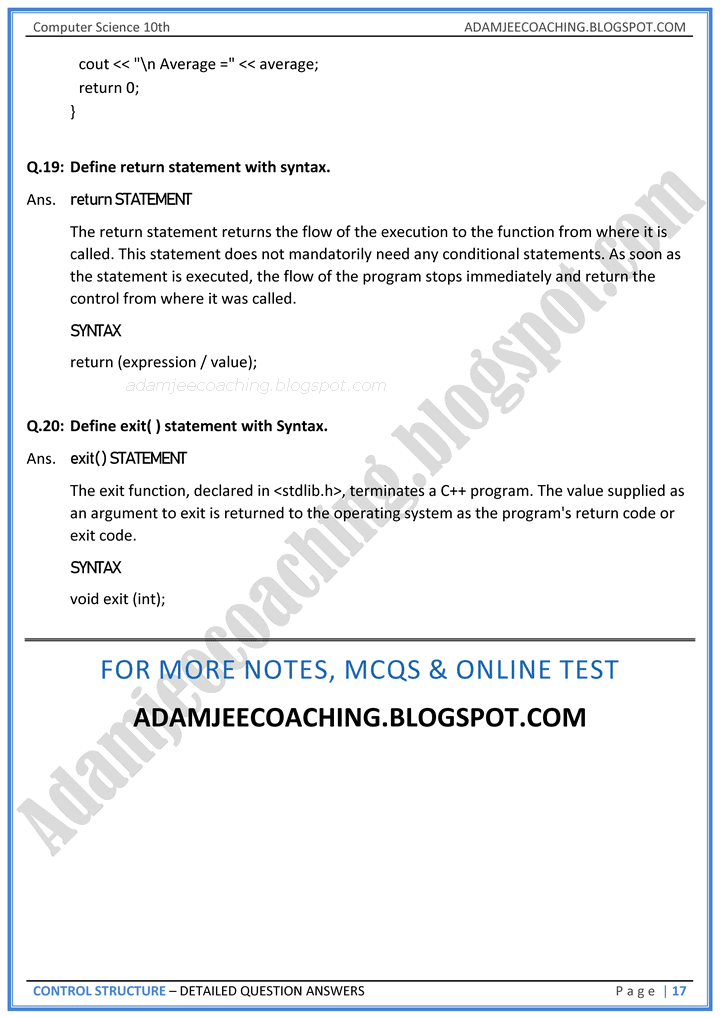 Computer Science 10th ADAMJEECOACHING.BLOGSPOT.COM
cout << "\n Average =" << average;
return 0;
}
Q.19: Define return statement with syntax.
Ans. return STATEMENT
The return statement returns the flow of the execution to the function from where it is
called. This statement does not mandatorily need any conditional statements. As soon as
the statement is executed, the flow of the program stops immediately and return the
control from where it was called.
SYNTAX
return (expression / value);
adamjeecoaching.blogspot.com
Q.20: Define exit( ) statement with Syntax.
Ans. exit( ) STATEMENT
The exit function, declared in <stdlib.h>, terminates a C++ program. The value supplied as
an argument to exit is returned to the operating system as the program's return code or
exit code.
SYNTAX
void exit (int);
FOR MORE NOTES, MCQS & ONLINE TEST
ADAMJEECOACHING.BLOGSPOT.COM
Adamjeecoaching.blogspot.com
CONTROL STRUCTURE – DETAILED QUESTION ANSWERS Page | 17